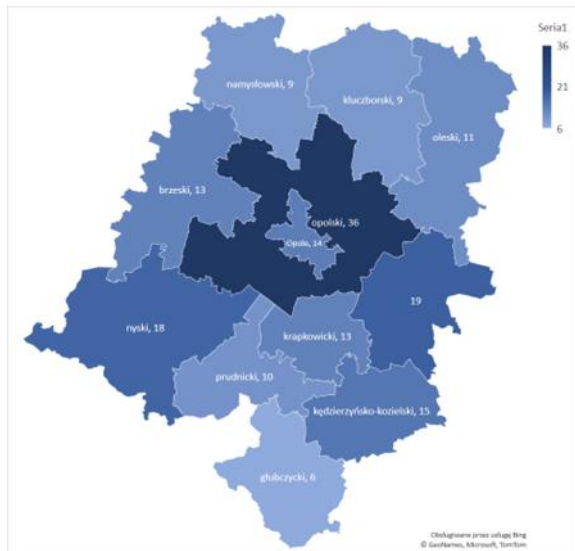 Seria1
36
21
6
namysłowski, 9
kluczborski, 9
oleski, 11
brzeski, 13
opolski, 36
Opole, 14
19
nyski, 18
krapkowicki, 13
prudnicki, 10
kędzierzyńsko-kozielski, 15
głubczycki, 6
Obsługiwane przez usługę Bing
© GeoNames, Microsoft, TomTom